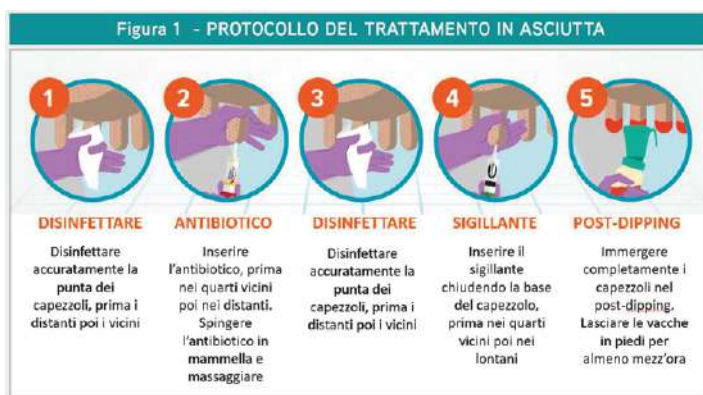 Figura 1 - PROTOCOLLO DEL TRATTAMENTO IN ASCIUTTA
1
2
3
4
5
DISINFETTARE
Disinfettare
accuratamente la
punta dei
capezzoli, prima i
distanti poi i vicini
ANTIBIOTICO
Inserire
l'antibiotico, prima
nei quarti vicini
poi nei distanti.
Spingere
l'antibiotico in
mammella e
massaggiare
DISINFETTARE
Disinfettare
accuratamente la
punta dei
capezzoli, prima i
distanti poi i vicini
SIGILLANTE
Inserire il
sigillante
chiudendo la base
del capezzolo,
prima nei quarti
vicini poi nei
lontani
POST-DIPPING
Immergere
completamente i
capezzoli nel
post-dipping.
Lasciare le vacche
in piedi per
almeno mezz'ora